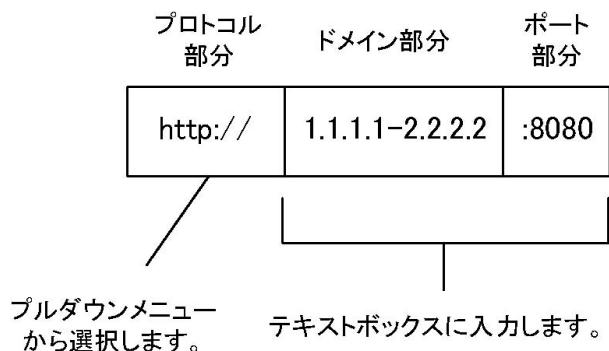 プロトコル
部分
ドメイン部分
ポート
部分
http://
1.1.1.1-2.2.2.2
:8080
プルダウンメニュー
から選択します。
テキストボックスに入力します。